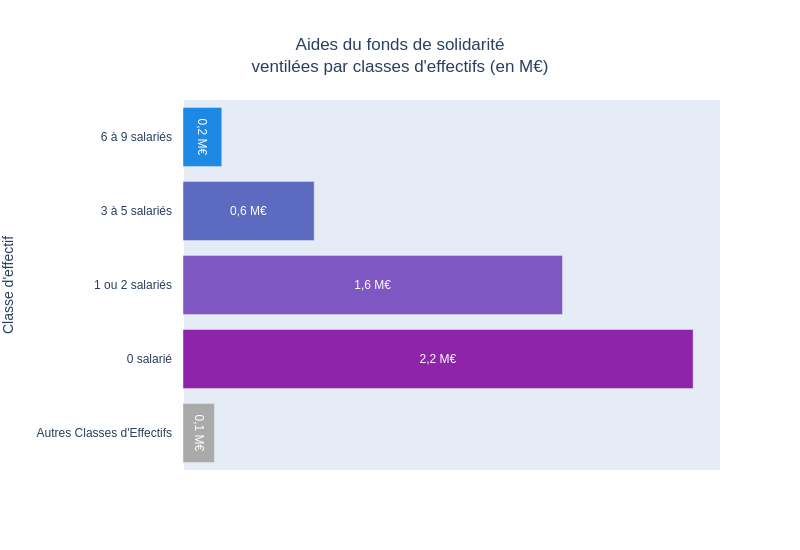 Aides du fonds de solidarité
ventilées par classes d'effectifs (en M€)
Classe d'effectif
6 à 9 salariés
0,2 M€
3 à 5 salariés
0,6 M€
1 ou 2 salariés
1,6 M€
0 salarié
2,2 M€
Autres Classes d'Effectifs
0,1 M€